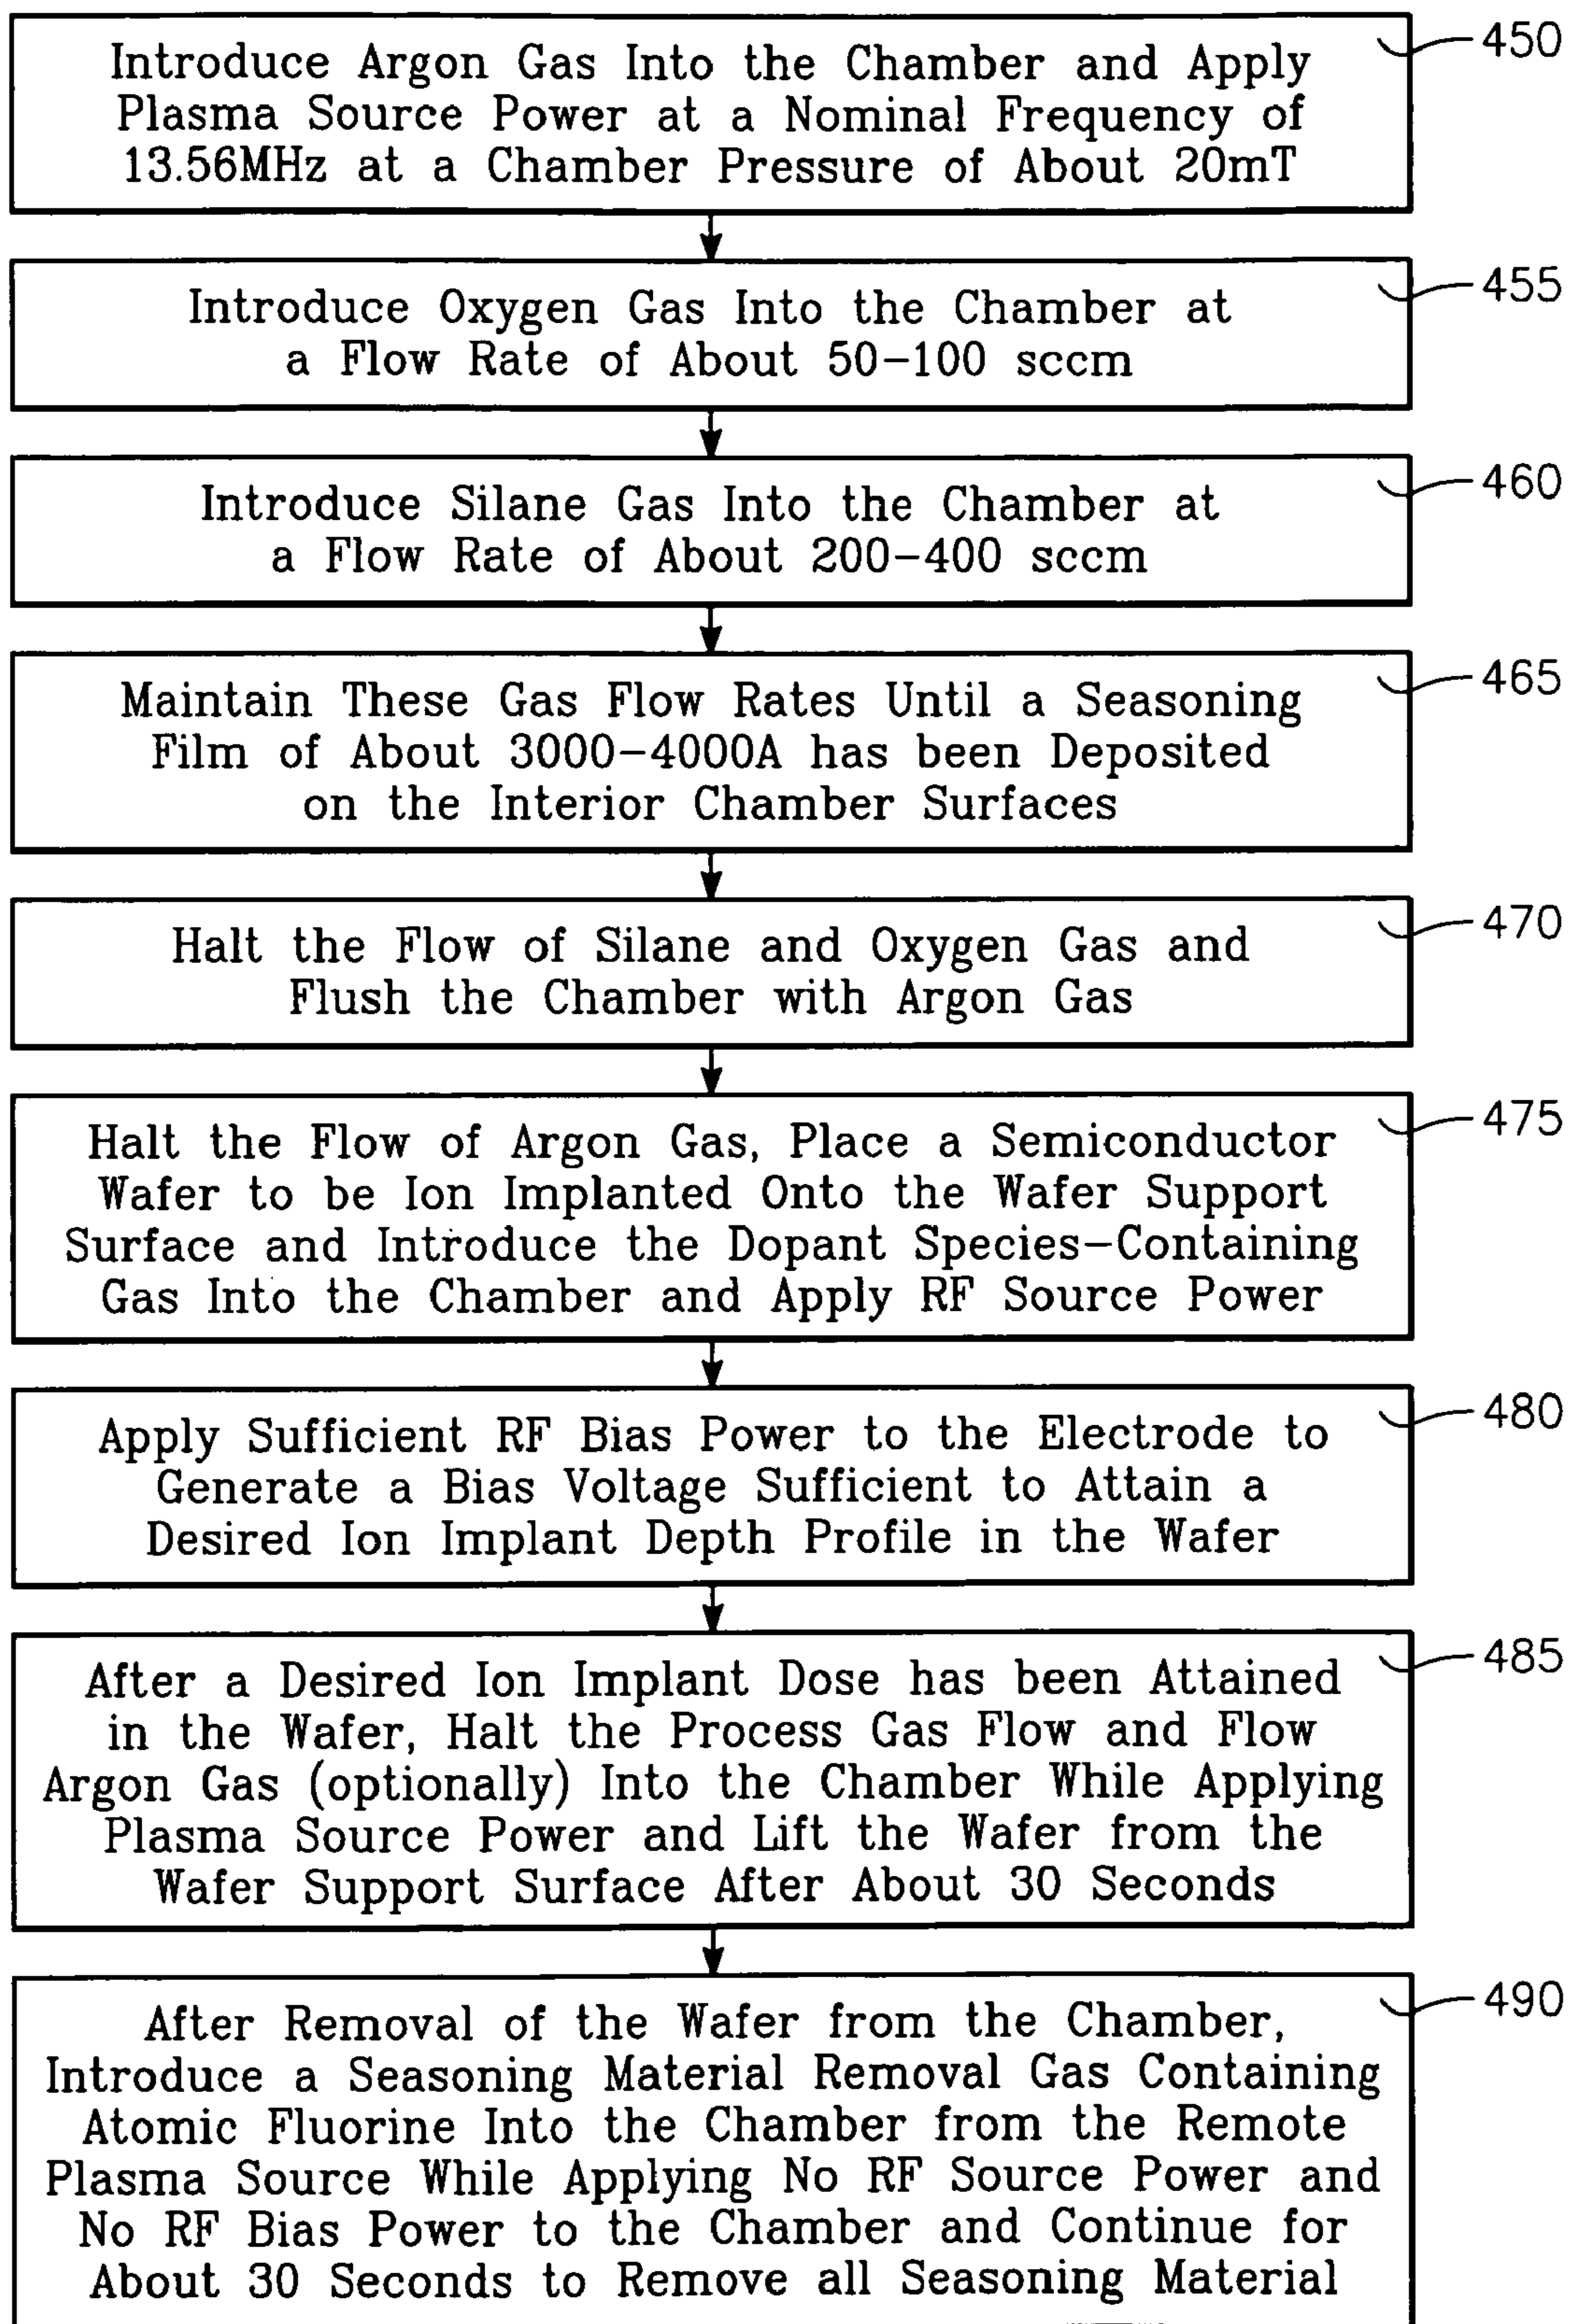 Introduce Argon Gas Into the Chamber and Apply
Plasma Source Power at a Nominal Frequency of
13.56MHz at a Chamber Pressure of About 20mT
450
Introduce Oxygen Gas Into the Chamber at
a Flow Rate of About 50-100 sccm
455
Introduce Silane Gas Into the Chamber at
a Flow Rate of About 200-400 sccm
460
Maintain These Gas Flow Rates Until a Seasoning
Film of About 3000-4000A has been Deposited
on the Interior Chamber Surfaces
465
Halt the Flow of Silane and Oxygen Gas and
Flush the Chamber with Argon Gas
470
Halt the Flow of Argon Gas, Place a Semiconductor
Wafer to be Ion Implanted Onto the Wafer Support
Surface and Introduce the Dopant Species-Containing
Gas Into the Chamber and Apply RF Source Power
475
Apply Sufficient RF Bias Power to the Electrode to
Generate a Bias Voltage Sufficient to Attain a
Desired Ion Implant Depth Profile in the Wafer
480
After a Desired Ion Implant Dose has been Attained
in the Wafer, Halt the Process Gas Flow and Flow
Argon Gas (optionally) Into the Chamber While Applying
Plasma Source Power and Lift the Wafer from the
Wafer Support Surface After About 30 Seconds
485
After Removal of the Wafer from the Chamber,
Introduce a Seasoning Material Removal Gas Containing
Atomic Fluorine Into the Chamber from the Remote
Plasma Source While Applying No RF Source Power and
No RF Bias Power to the Chamber and Continue for
About 30 Seconds to Remove all Seasoning Material
490